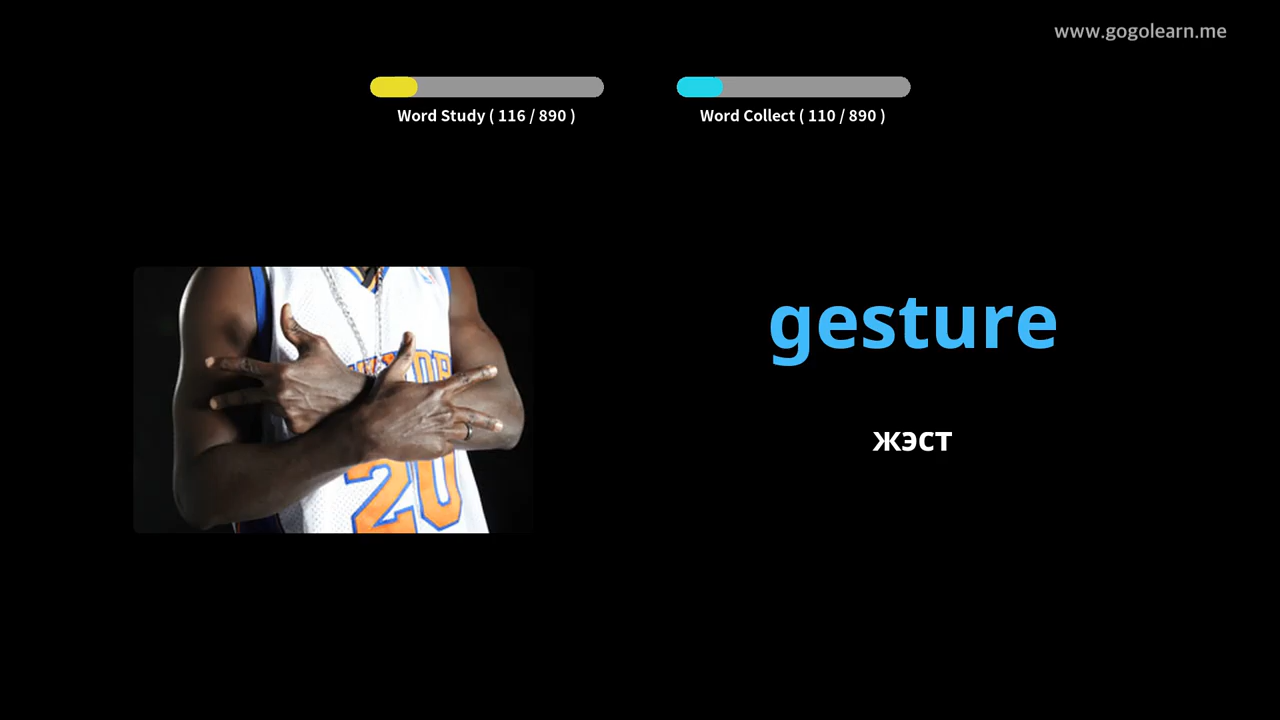 www.gogolearn.me
Word Study ( 116 / 890 )
Word Collect ( 110 / 890 )
gesture
жэст
20